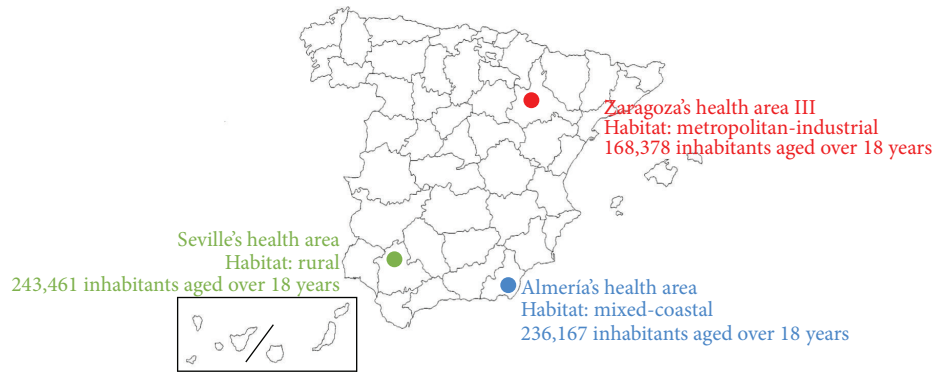 Zaragoza's health area III
Habitat: metropolitan-industrial
168,378 inhabitants aged over 18 years
Seville's health area
Habitat: rural
243,461 inhabitants aged over 18 years
Almería's health area
Habitat: mixed-coastal
236,167 inhabitants aged over 18 years